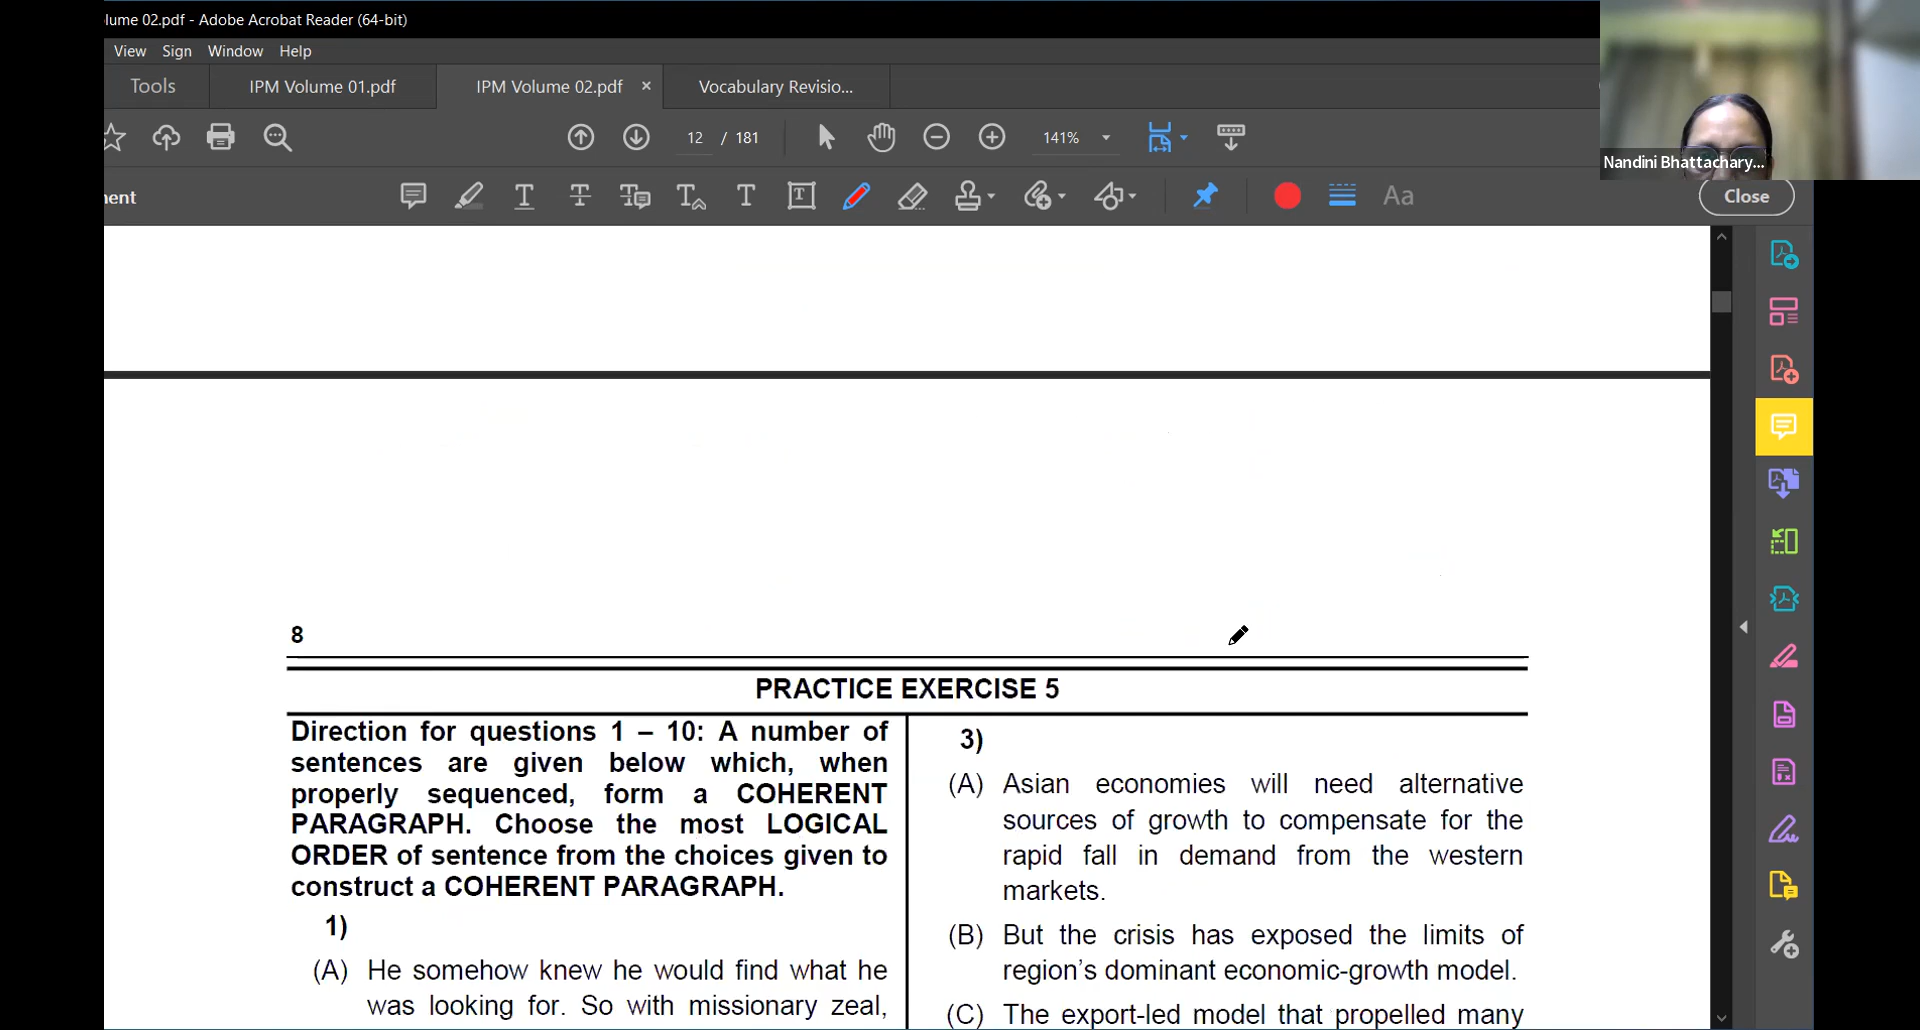 lume 02.pdf - Adobe Acrobat Reader (64-bit)
View Sign Window Help
Tools IPM Volume 01.pdf IPM Volume 02.pdf × Vocabulary Revisio...
12 / 181 141%
Nandini Bhattachary...
ent T T T T T T Aa Close
8
PRACTICE EXERCISE 5
Direction for questions 1 – 10: A number of
sentences are given below which, when
properly sequenced, form a COHERENT
PARAGRAPH. Choose the most LOGICAL
ORDER of sentence from the choices given to
construct a COHERENT PARAGRAPH.
1)
(A) He somehow knew he would find what he
was looking for. So with missionary zeal,
3)
(A) Asian economies will need alternative
sources of growth to compensate for the
rapid fall in demand from the western
markets.
(B) But the crisis has exposed the limits of
region's dominant economic-growth model.
(C) The export-led model that propelled many